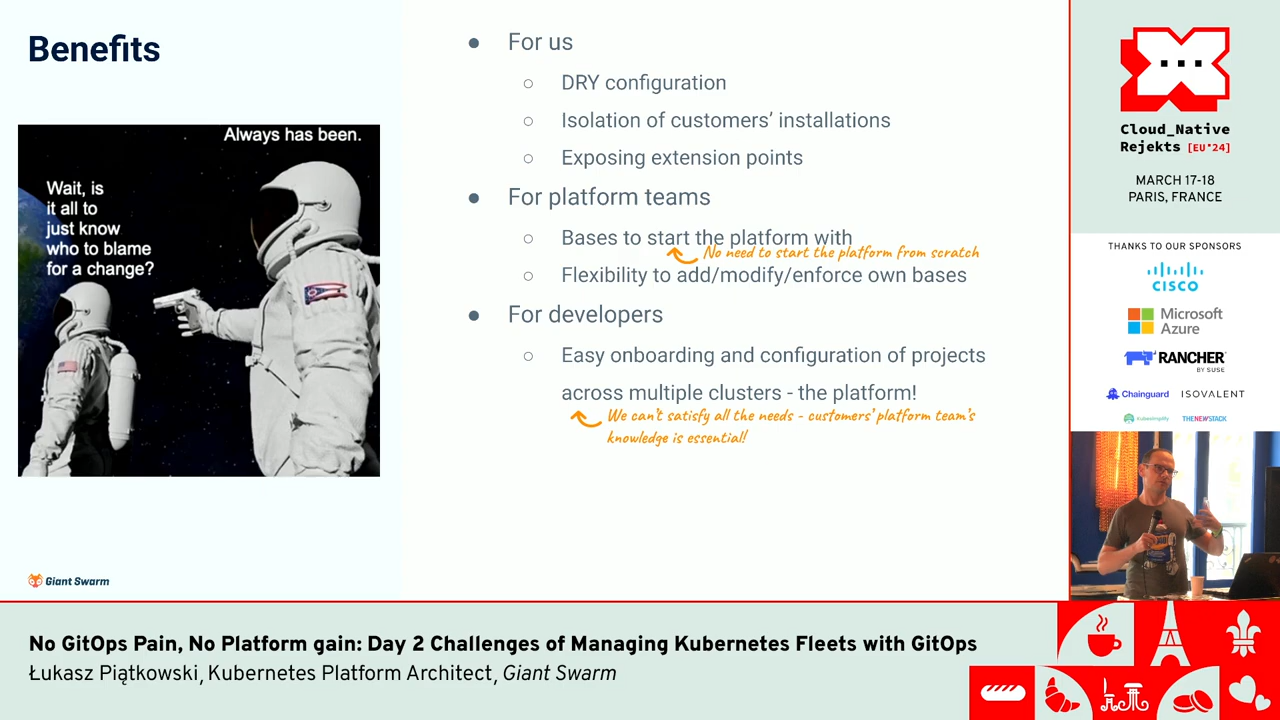 Benefits
Always has been.
Wait, is
it all to
just know
who to blame
for a change?
● For us
○ DRY configuration
○ Isolation of customers’ installations
○ Exposing extension points
● For platform teams
○ Bases to start the platform with
No need to start the platform from scratch
○ Flexibility to add/modify/enforce own bases
● For developers
○ Easy onboarding and configuration of projects
across multiple clusters - the platform!
We can't satisfy all the needs - customers' platform team's
knowledge is essential!
Giant Swarm
Cloud_Native
Rejekts [EU*24]
MARCH 17-18
PARIS, FRANCE
THANKS TO OUR SPONSORS
CISCO
Microsoft
Azure
RANCHER
BY SUSE
Chainguard ISOVALENT
Kubesimplify THENEWSTACK
No GitOps Pain, No Platform gain: Day 2 Challenges of Managing Kubernetes Fleets with GitOps
Łukasz Piątkowski, Kubernetes Platform Architect, Giant Swarm